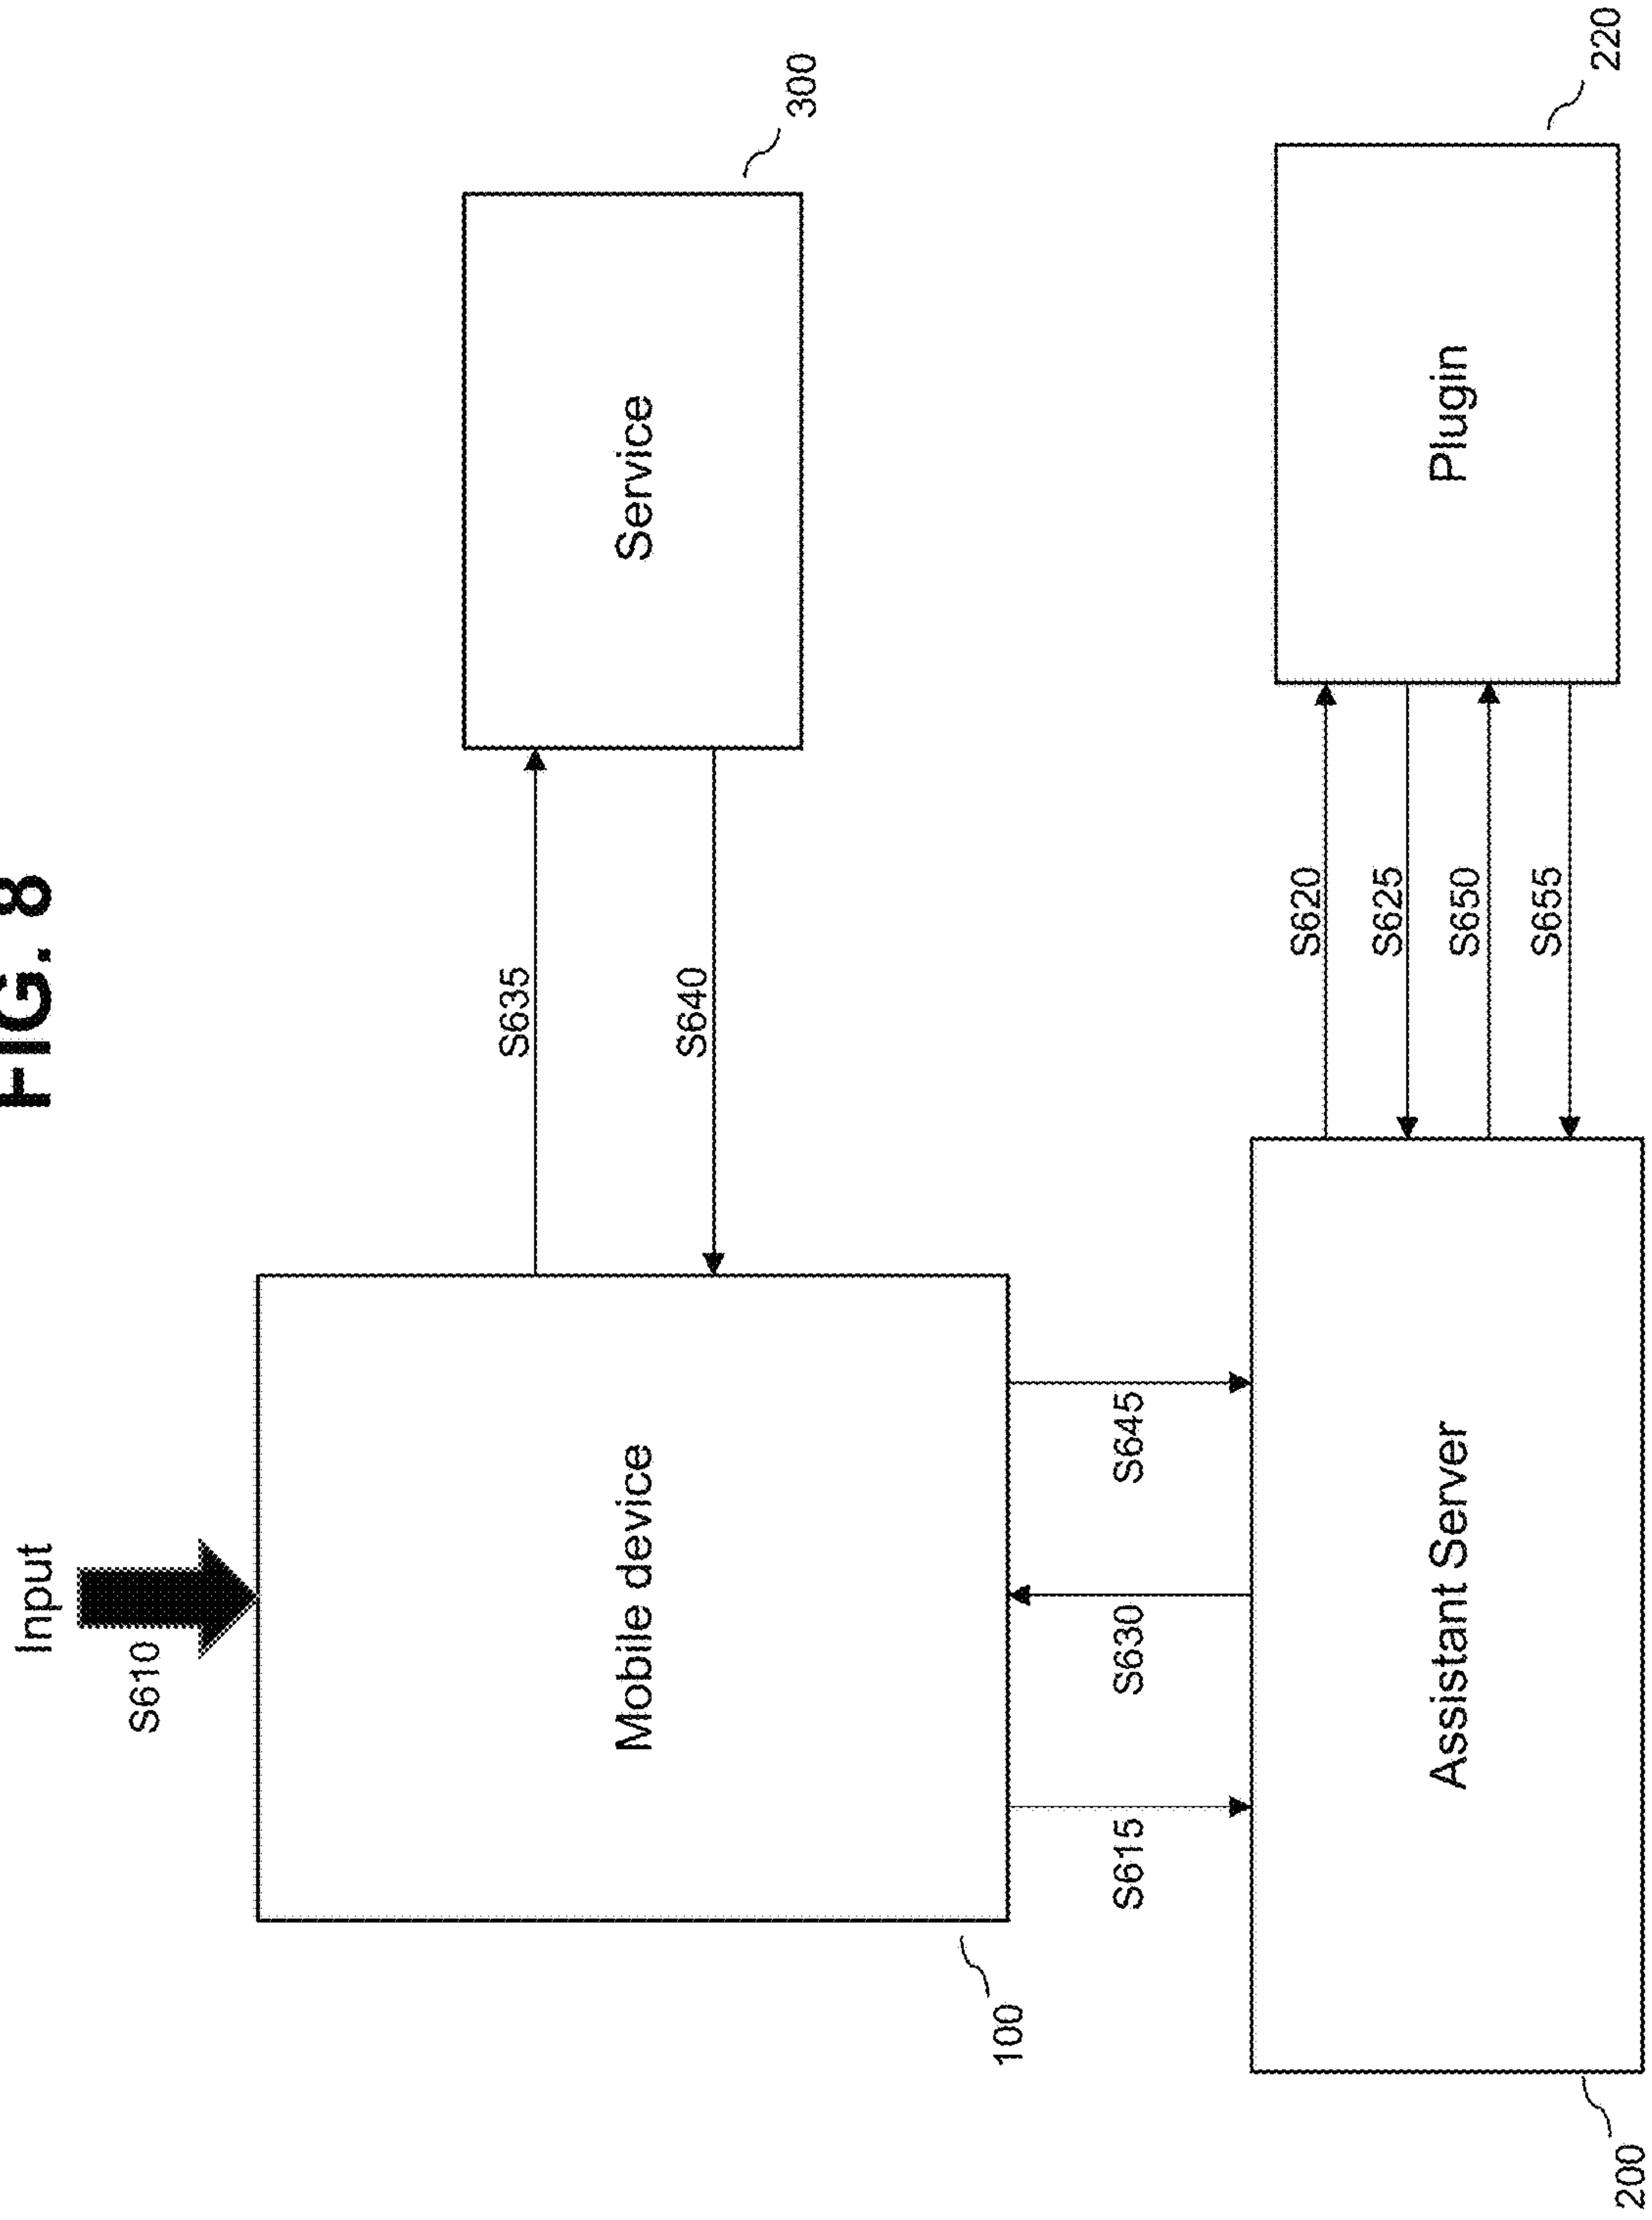 FIG. 8
Input
S610
Mobile device
100
S635
S640
Service
300
S615
S630
S645
Assistant Server
200
S620
S625
S650
S655
Plugin
220